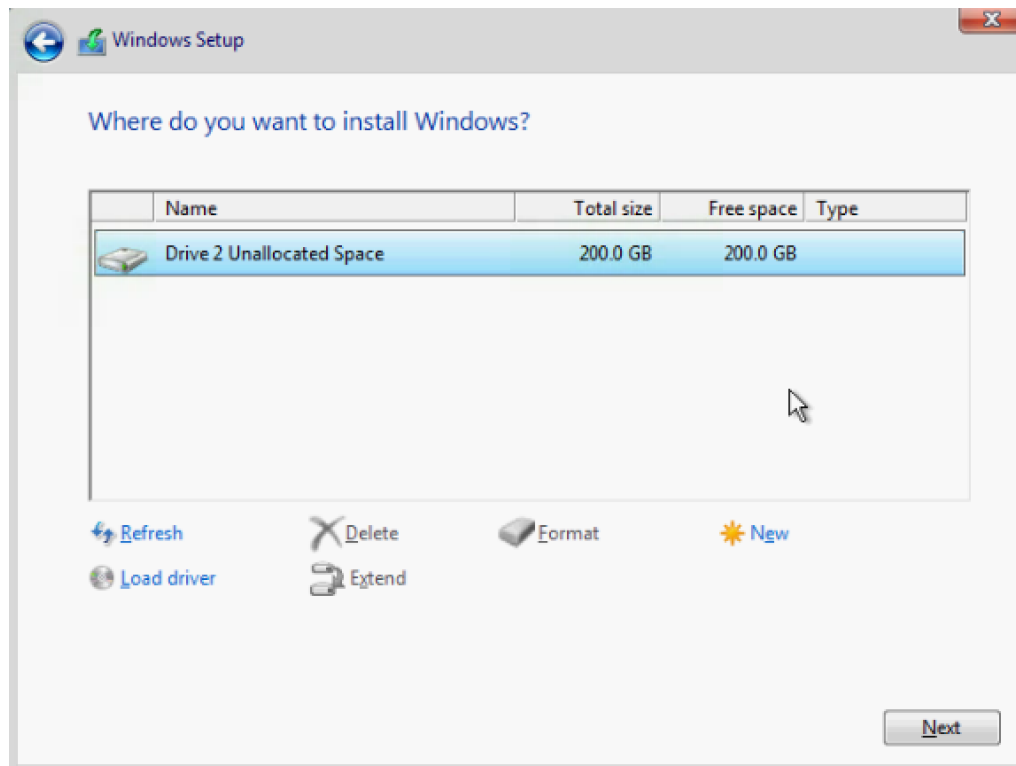 Windows Setup
Where do you want to install Windows?
Name Total size Free space Type
Drive 2 Unallocated Space 200.0 GB 200.0 GB
Refresh Delete Format New
Load driver Extend
Next